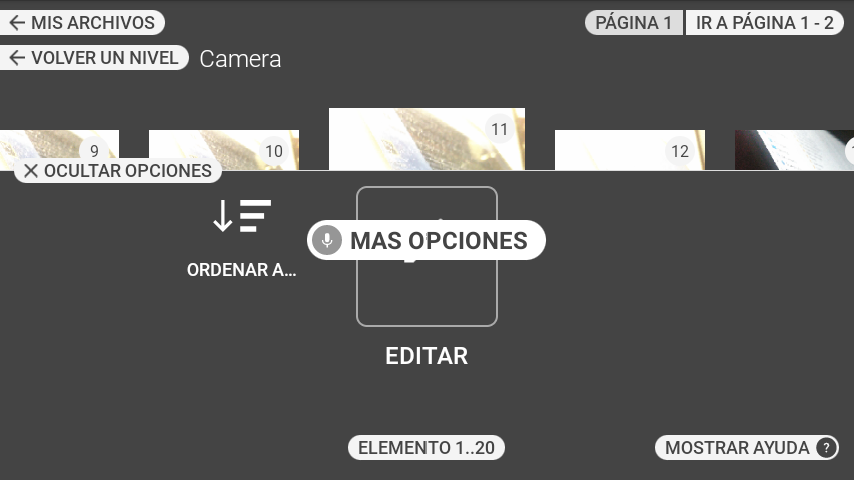 MIS ARCHIVOS
PÁGINA 1
IR A PÁGINA 1 - 2
VOLVER UN NIVEL
Camera
9
10
11
12
OCULTAR OPCIONES
ORDENAR A...
MAS OPCIONES
EDITAR
ELEMENTO 1..20
MOSTRAR AYUDA ?